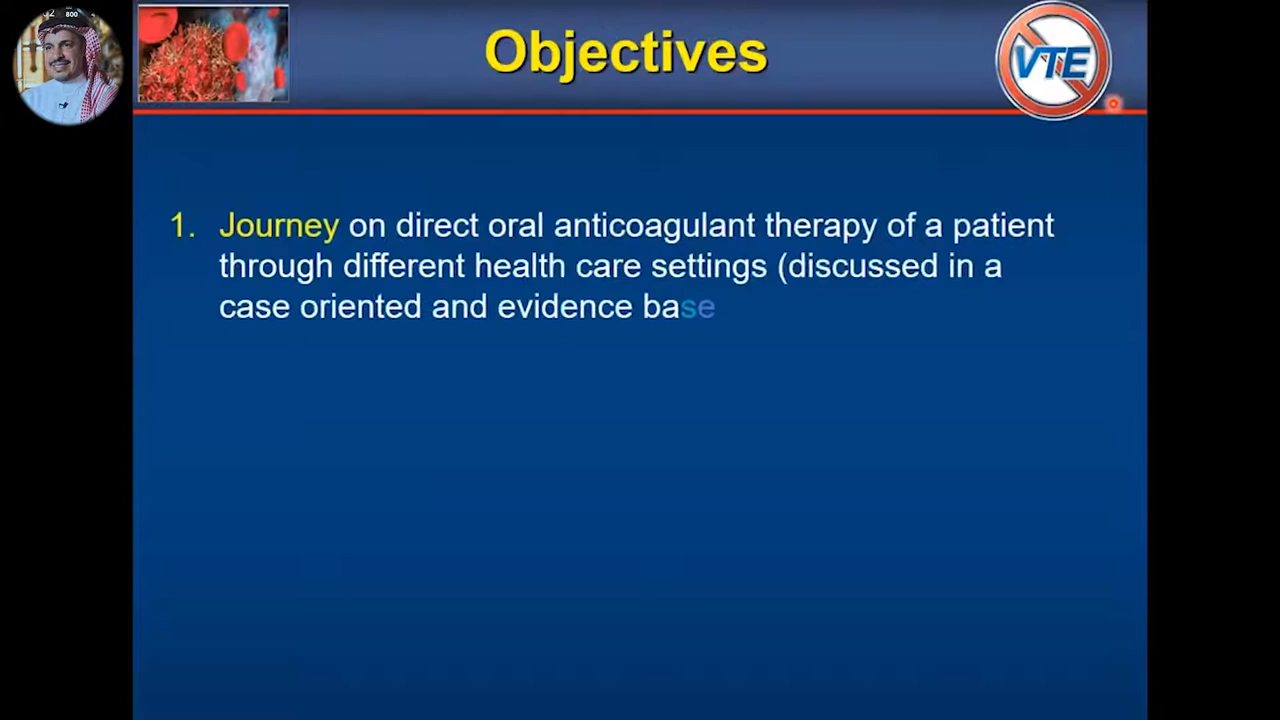 Objectives
VTE
1. Journey on direct oral anticoagulant therapy of a patient
through different health care settings (discussed in a
case oriented and evidence base
800